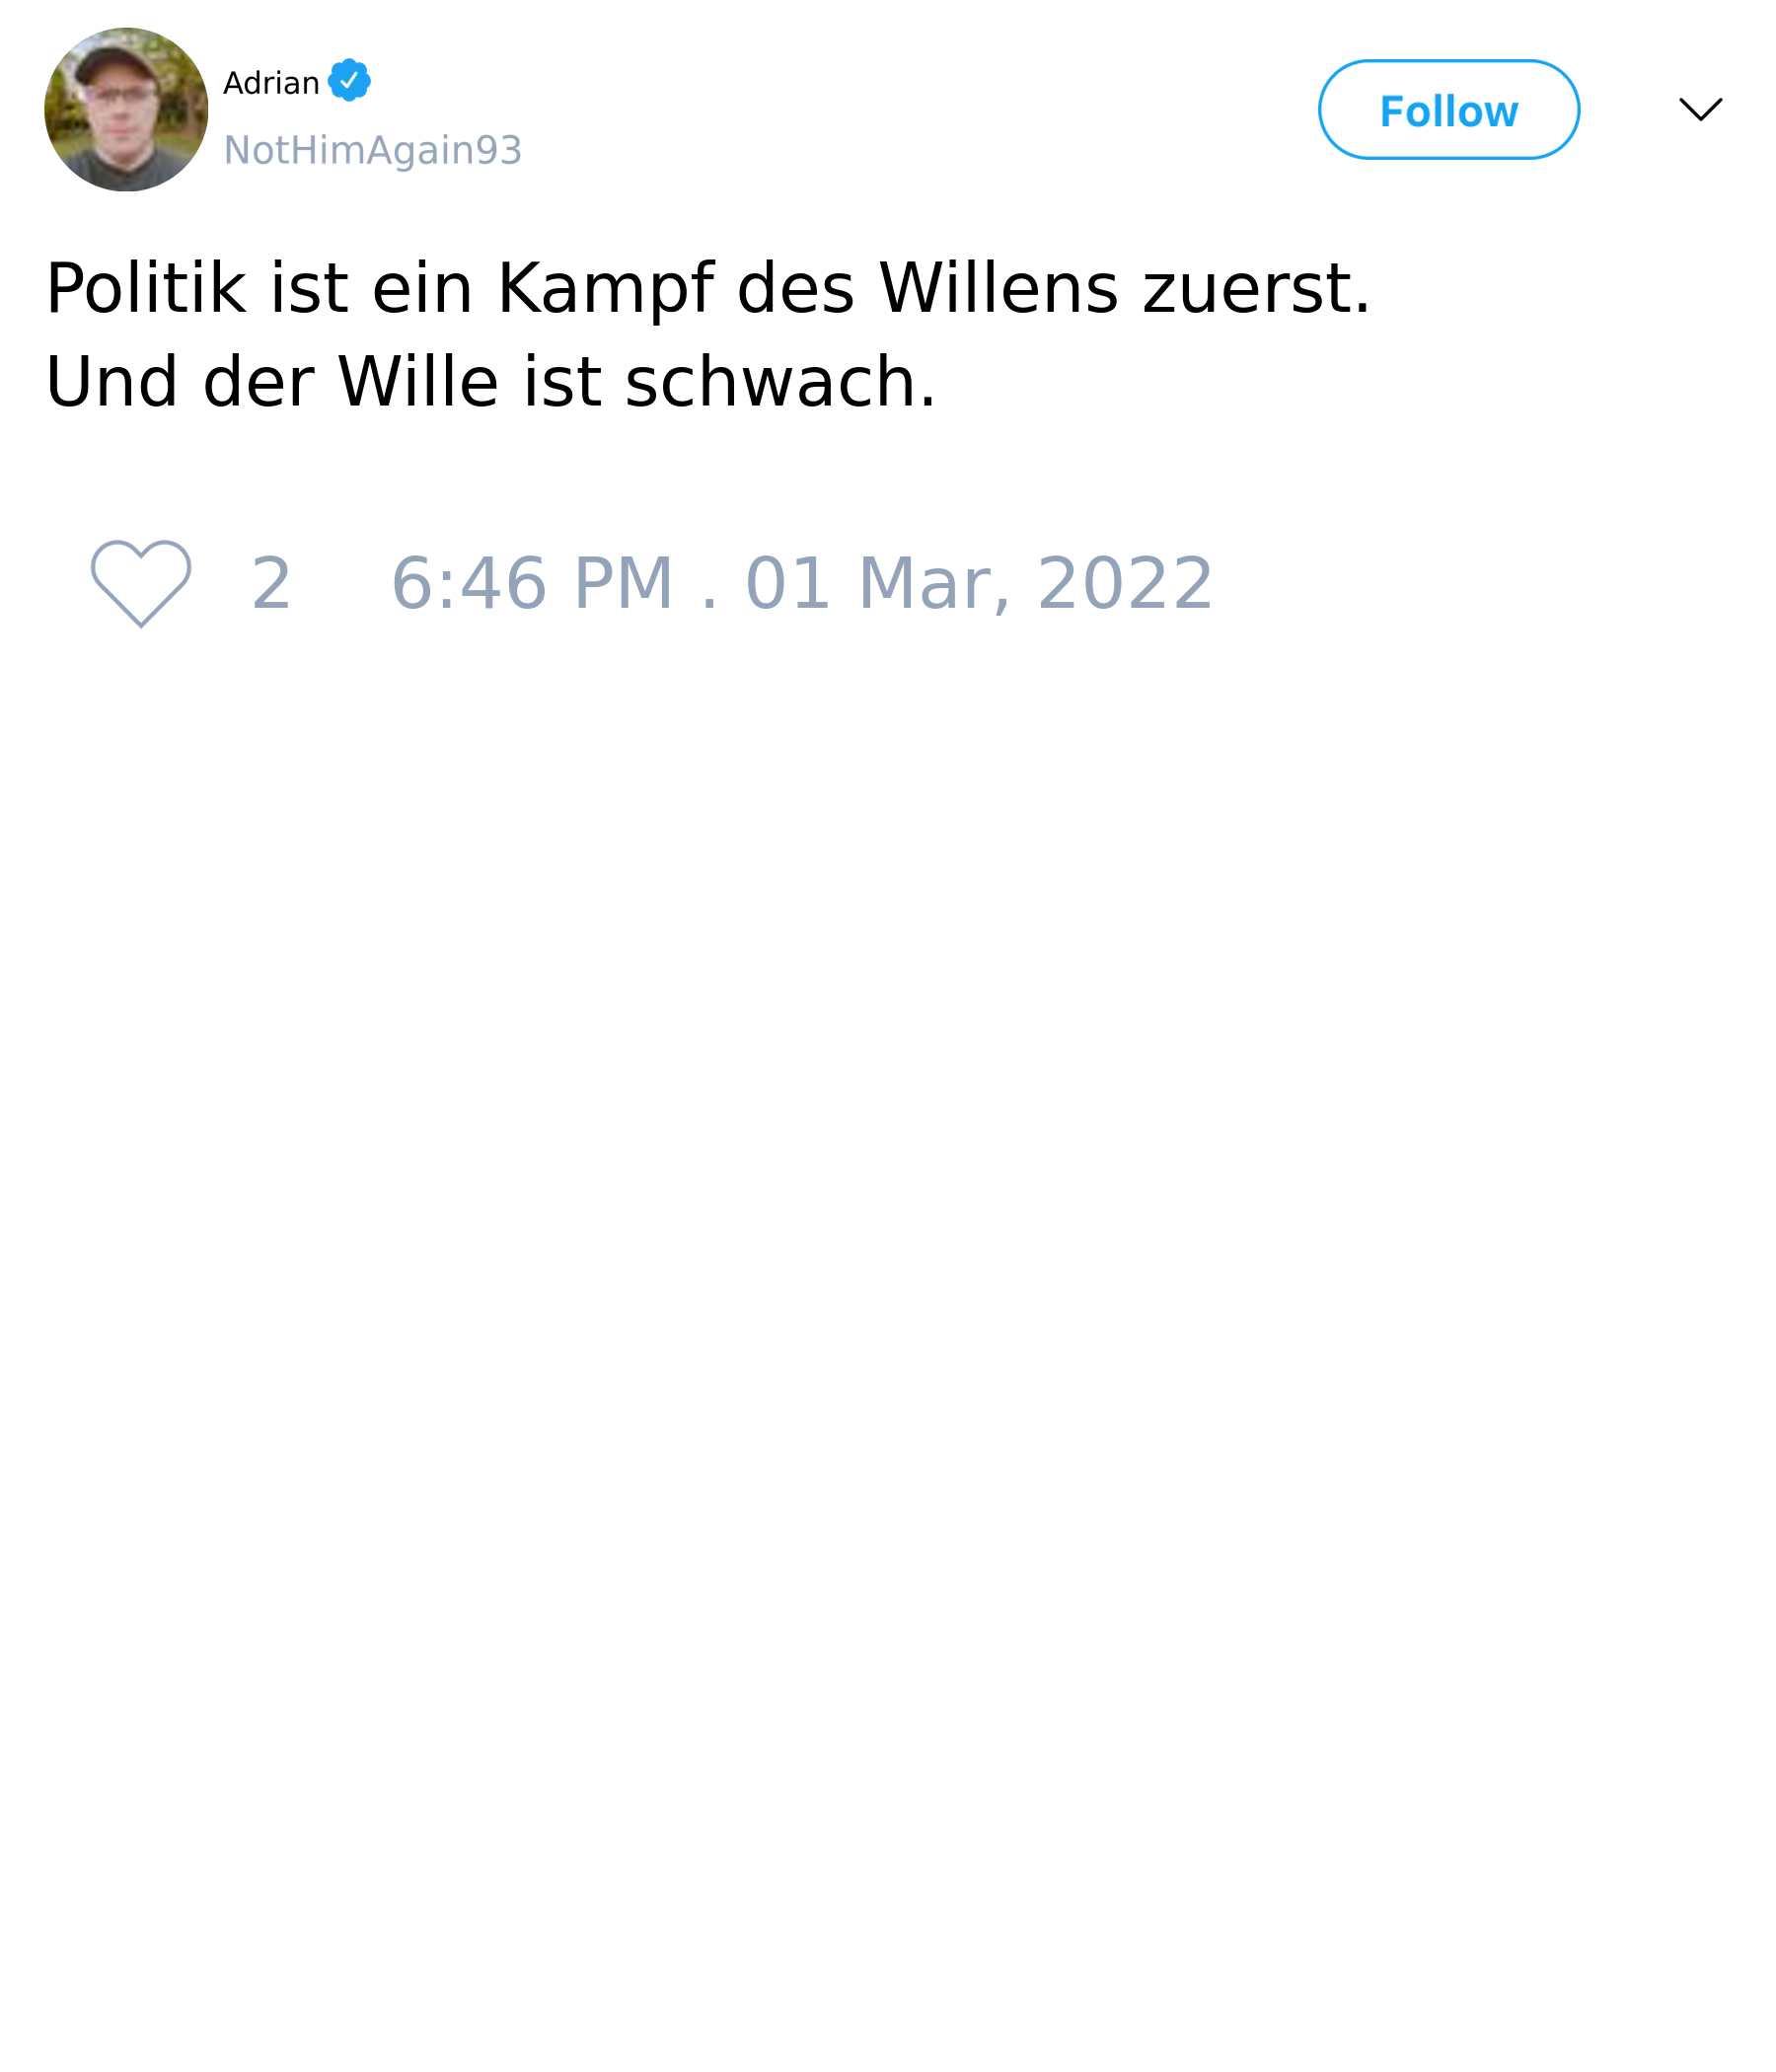 Adrian
NotHimAgain93
Follow
Politik ist ein Kampf des Willens zuerst.
Und der Wille ist schwach.
2 6:46 PM . 01 Mar, 2022